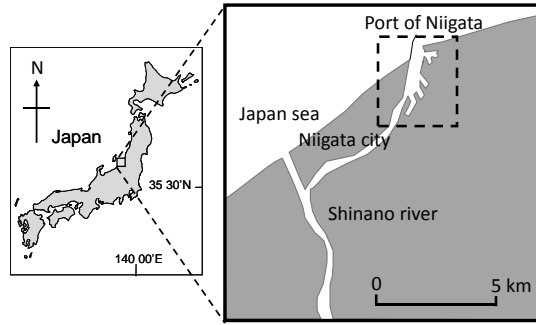 N
Japan
35 30'N
140 00'E
Port of Niigata
Japan sea
Niigata city
Shinano river
0
5 km